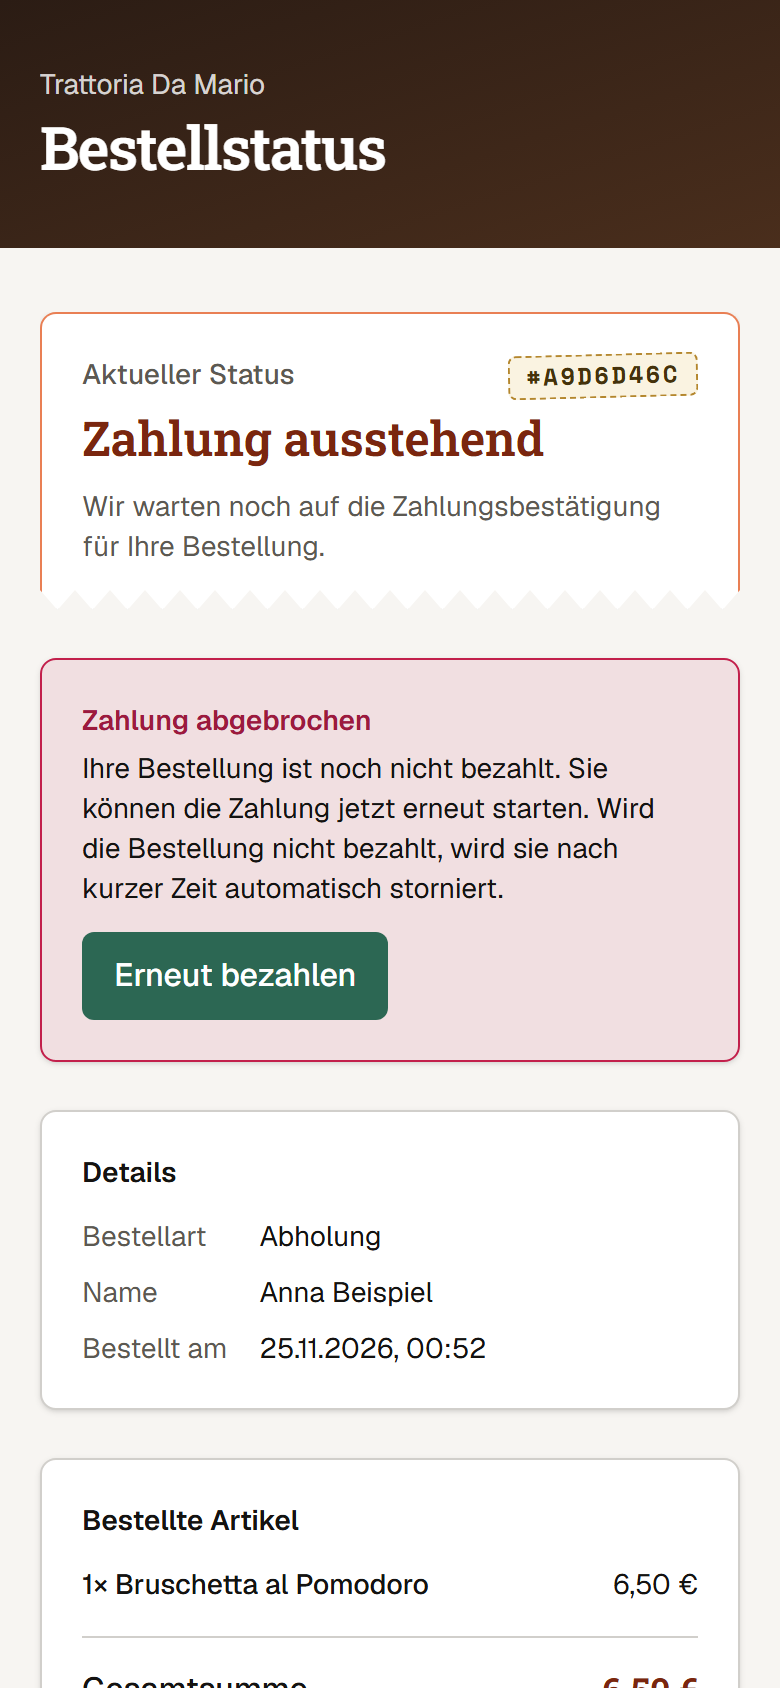 Trattoria Da Mario
Bestellstatus
Aktueller Status
#A9D6D46C
Zahlung ausstehend
Wir warten noch auf die Zahlungsbestätigung
für Ihre Bestellung.
Zahlung abgebrochen
Ihre Bestellung ist noch nicht bezahlt. Sie
können die Zahlung jetzt erneut starten. Wird
die Bestellung nicht bezahlt, wird sie nach
kurzer Zeit automatisch storniert.
Erneut bezahlen
Details
Bestellart Abholung
Name Anna Beispiel
Bestellt am 25.11.2026, 00:52
Bestellte Artikel
1× Bruschetta al Pomodoro 6,50 €
Gesamtsumme 6,50 €